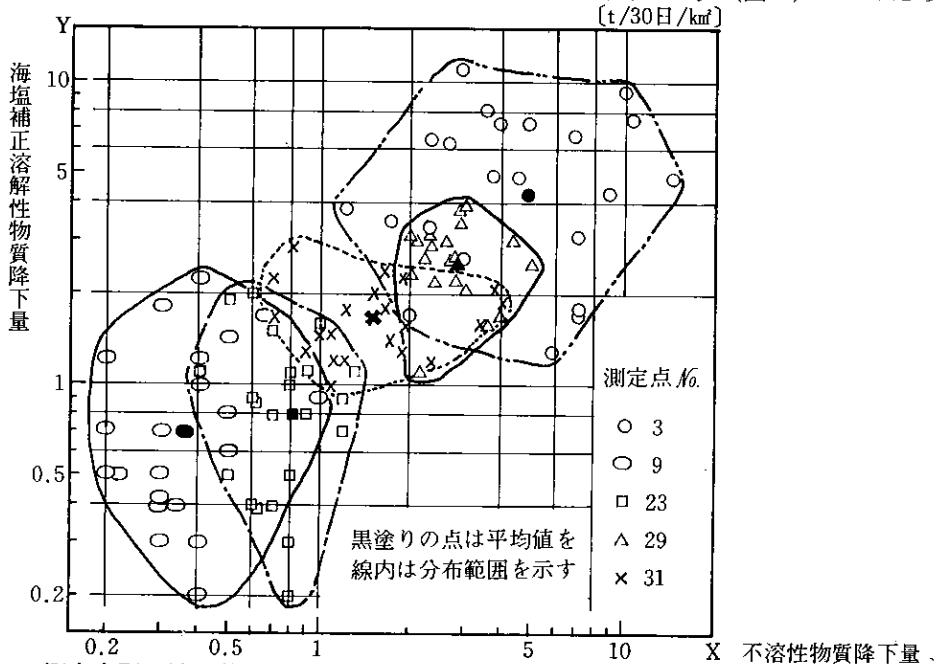 〔t/30日/km²〕
Y
海塩補正溶解性物質降下量
10
5
1
0.5
0.2
測定点 No.
3
9
23
29
31
黒塗りの点は平均値を
線内は分布範囲を示す
0.2
0.5
1
5
10
X 不溶性物質降下量、